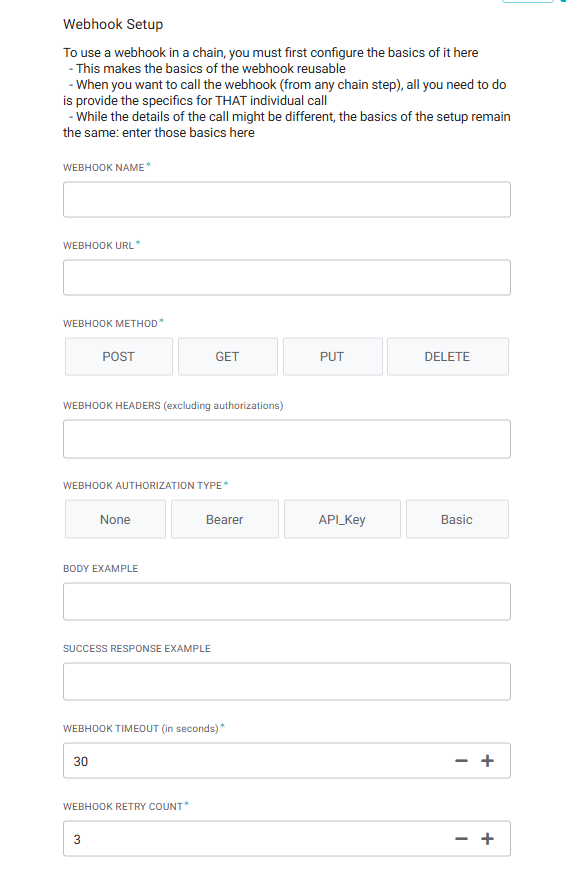 Webhook Setup
To use a webhook in a chain, you must first configure the basics of it here
- This makes the basics of the webhook reusable
- When you want to call the webhook (from any chain step), all you need to do
is provide the specifics for THAT individual call
- While the details of the call might be different, the basics of the setup remain
the same: enter those basics here
WEBHOOK NAME*
WEBHOOK URL*
WEBHOOK METHOD*
POST GET PUT DELETE
WEBHOOK HEADERS (excluding authorizations)
WEBHOOK AUTHORIZATION TYPE*
None Bearer API_Key Basic
BODY EXAMPLE
SUCCESS RESPONSE EXAMPLE
WEBHOOK TIMEOUT (in seconds)*
30 − +
WEBHOOK RETRY COUNT*
3 − +